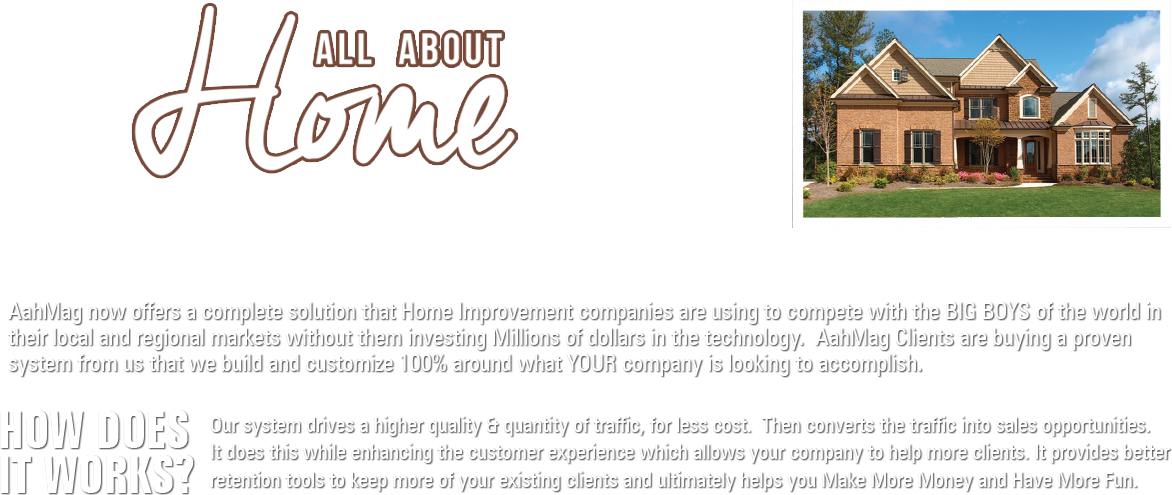 ALL ABOUT
Home
AahMag now offers a complete solution that Home Improvement companies are using to compete with the BIG BOYS of the world in
their local and regional markets without them investing Millions of dollars in the technology.  AahMag Clients are buying a proven
system from us that we build and customize 100% around what YOUR company is looking to accomplish.
HOW DOES
IT WORKS?
Our system drives a higher quality & quantity of traffic, for less cost.  Then converts the traffic into sales opportunities.
It does this while enhancing the customer experience which allows your company to help more clients. It provides better
retention tools to keep more of your existing clients and ultimately helps you Make More Money and Have More Fun.